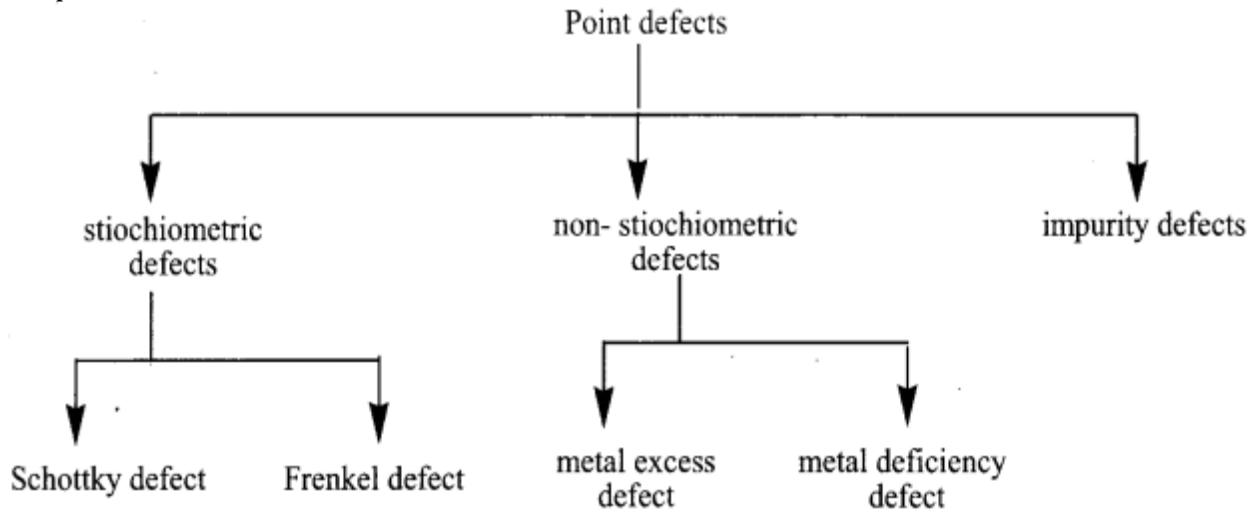 Point defects
stiochiometric
defects
non- stiochiometric
defects
impurity defects
Schottky defect
Frenkel defect
metal excess
defect
metal deficiency
defect